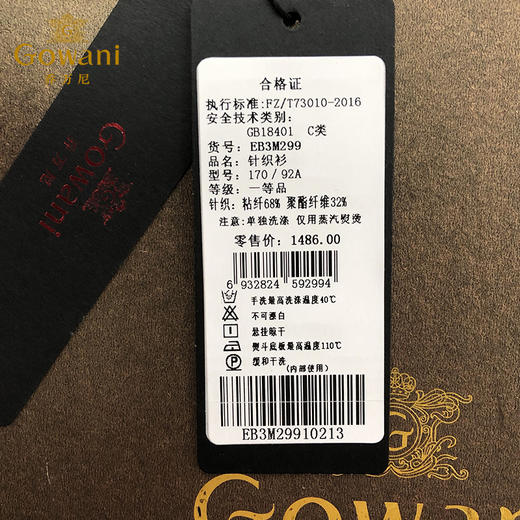 Gowani
乔万尼
乔万尼
Gowani
合格证
执行标准:FZ/T73010-2016
安全技术类别:
GB18401 C类
货号: EB3M299
品名: 针织衫
型号: 170/92A
等级: 一等品
针织: 粘纤68% 聚酯纤维32%
注意:单独洗涤 仅用蒸汽熨烫
零售价: 1486.00
6 932824 592994
手洗最高洗涤温度40℃
不可漂白
悬挂晾干
熨斗底板最高温度110℃
P 缓和干洗
(内部使用)
EB3M29910213
G
Gowani